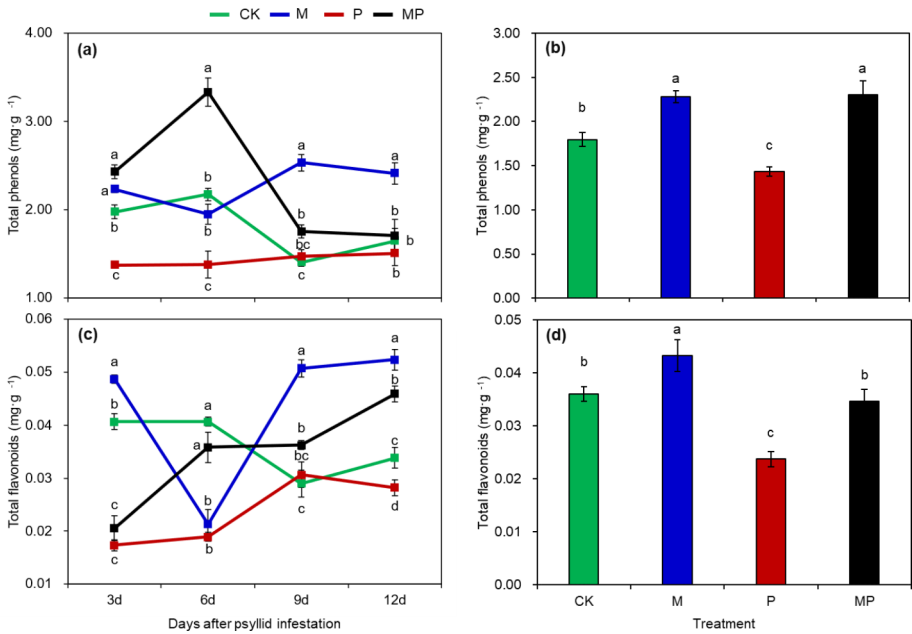 CK M P MP
(a)
Total phenols (mg·g ⁻¹)
4.00
3.00
2.00
1.00
a
a
b
c
a
b
b
c
a
b
bc
c
a
b
b
b
(b)
Total phenols (mg·g ⁻¹)
3.00
2.50
2.00
1.50
1.00
0.50
0.00
b
a
c
a
(c)
Total flavonoids (mg·g ⁻¹)
0.06
0.05
0.04
0.03
0.02
0.01
a
b
c
c
a
a
b
b
a
b
bc
c
a
b
c
d
3d 6d 9d 12d
Days after psyllid infestation
(d)
Total flavonoids (mg·g ⁻¹)
0.05
0.04
0.03
0.02
0.01
0.00
b
a
c
b
CK M P MP
Treatment